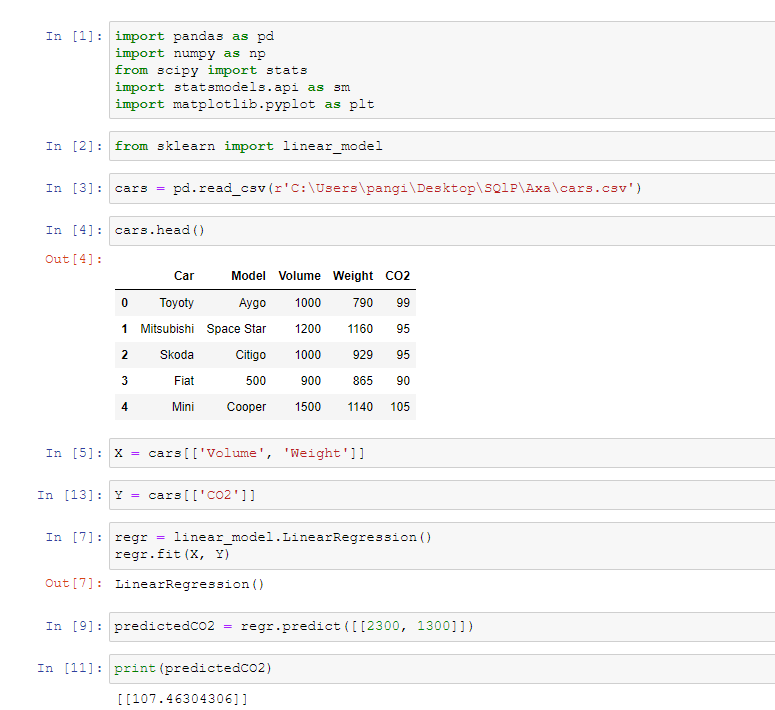 In [1]: import pandas as pd
import numpy as np
from scipy import stats
import statsmodels.api as sm
import matplotlib.pyplot as plt
In [2]: from sklearn import linear_model
In [3]: cars = pd.read_csv(r'C:\Users\pangi\Desktop\SQlP\Axa\cars.csv')
In [4]: cars.head()
Out[4]:
Car Model Volume Weight CO2
0 Toyoty Aygo 1000 790 99
1 Mitsubishi Space Star 1200 1160 95
2 Skoda Citigo 1000 929 95
3 Fiat 500 900 865 90
4 Mini Cooper 1500 1140 105
In [5]: X = cars[['Volume', 'Weight']]
In [13]: Y = cars[['CO2']]
In [7]: regr = linear_model.LinearRegression()
regr.fit(X, Y)
Out[7]: LinearRegression()
In [9]: predictedCO2 = regr.predict([[2300, 1300]])
In [11]: print(predictedCO2)
[[107.46304306]]